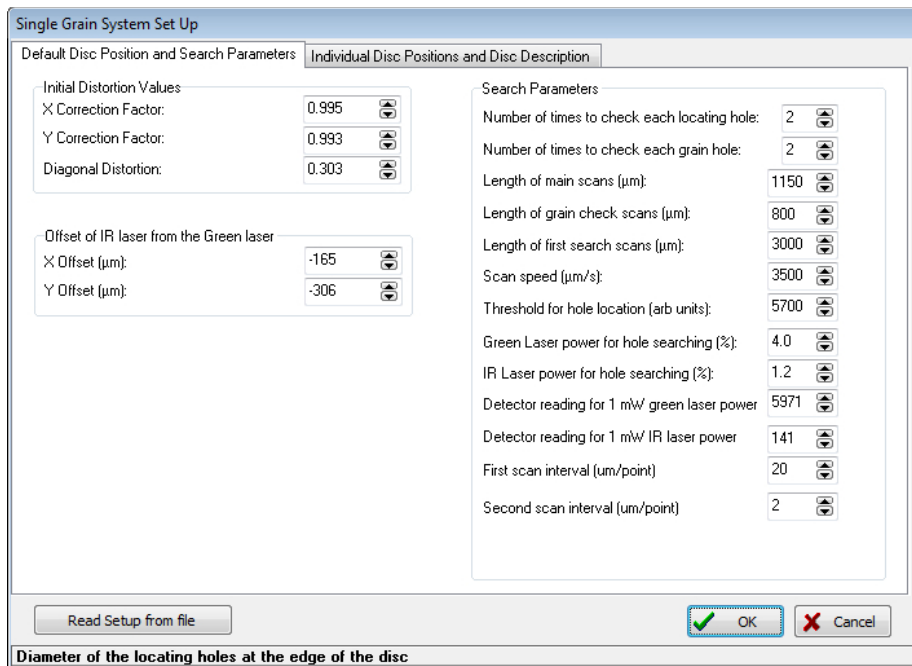 Single Grain System Set Up
Default Disc Position and Search Parameters
Individual Disc Positions and Disc Description
Initial Distortion Values
X Correction Factor: 0.995
Y Correction Factor: 0.993
Diagonal Distortion: 0.303
Offset of IR laser from the Green laser
X Offset (µm): -165
Y Offset (µm): -306
Search Parameters
Number of times to check each locating hole: 2
Number of times to check each grain hole: 2
Length of main scans (µm): 1150
Length of grain check scans (µm): 800
Length of first search scans (µm): 3000
Scan speed (µm/s): 3500
Threshold for hole location (arb units): 5700
Green Laser power for hole searching (%): 4.0
IR Laser power for hole searching (%): 1.2
Detector reading for 1 mW green laser power 5971
Detector reading for 1 mW IR laser power 141
First scan interval (um/point) 20
Second scan interval (um/point) 2
Read Setup from file
OK
Cancel
Diameter of the locating holes at the edge of the disc